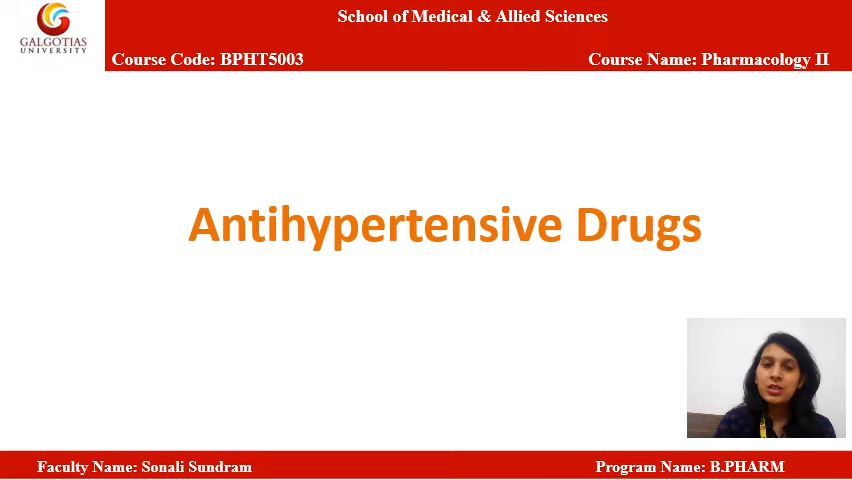 School of Medical & Allied Sciences
GALGOTIAS
UNIVERSITY
Course Code: BPHT5003
Course Name: Pharmacology II
Antihypertensive Drugs
Faculty Name: Sonali Sundram
Program Name: B.PHARM